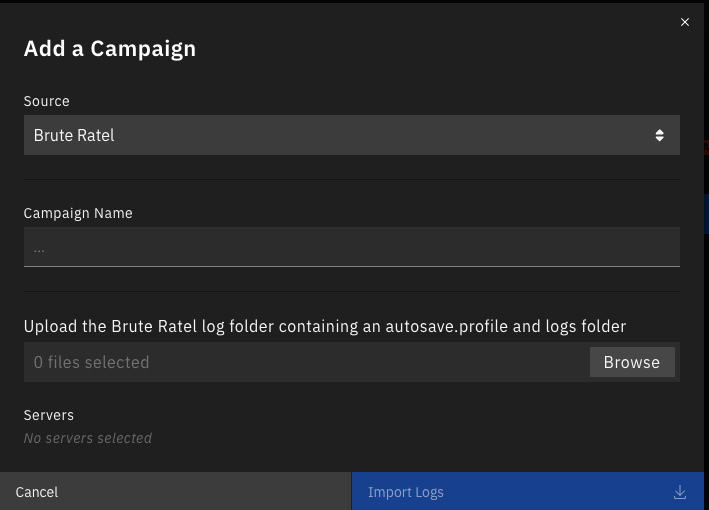 Add a Campaign
Source
Brute Ratel
Campaign Name
...
Upload the Brute Ratel log folder containing an autosave.profile and logs folder
0 files selected
Browse
Servers
No servers selected
Cancel
Import Logs